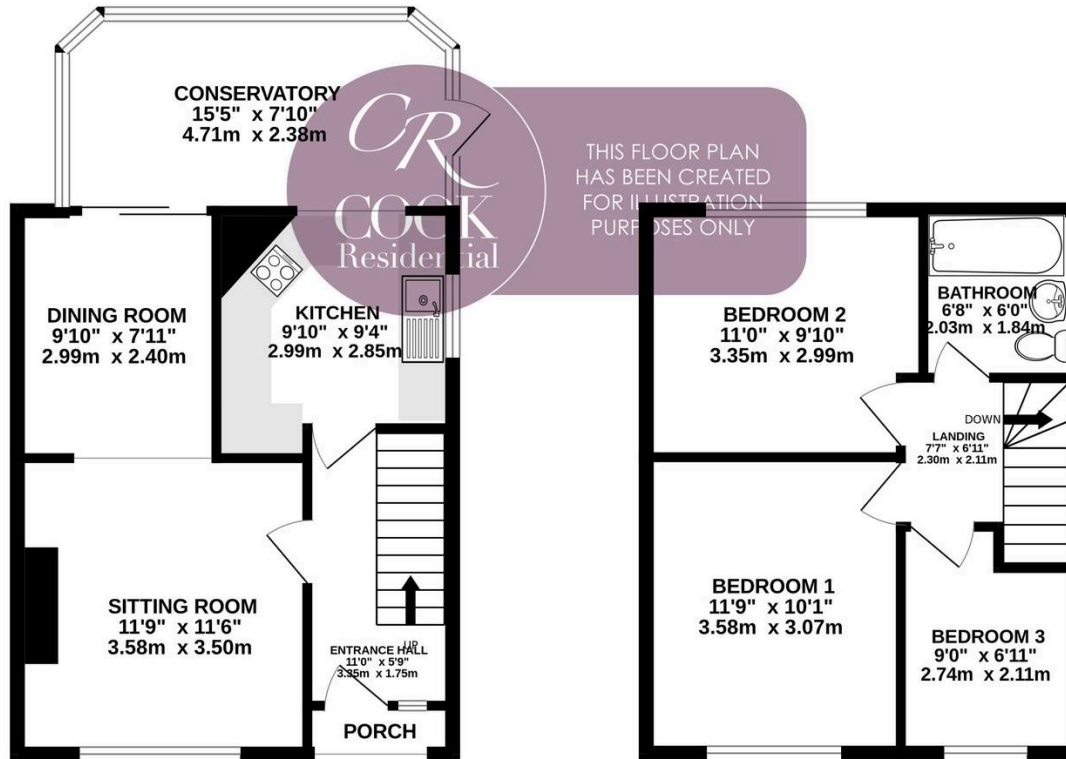 CONSERVATORY
15'5" x 7'10"
4.71m x 2.38m
CR
COOK
Residential
THIS FLOOR PLAN
HAS BEEN CREATED
FOR ILLUSTRATION
PURPOSES ONLY
DINING ROOM
9'10" x 7'11"
2.99m x 2.40m
KITCHEN
9'10" x 9'4"
2.99m x 2.85m
SITTING ROOM
11'9" x 11'6"
3.58m x 3.50m
UP
ENTRANCE HALL
11'0" x 5'9"
3.35m x 1.75m
PORCH
BEDROOM 2
11'0" x 9'10"
3.35m x 2.99m
BATHROOM
6'8" x 6'0"
2.03m x 1.84m
DOWN
LANDING
7'7" x 6'11"
2.30m x 2.11m
BEDROOM 1
11'9" x 10'1"
3.58m x 3.07m
BEDROOM 3
9'0" x 6'11"
2.74m x 2.11m